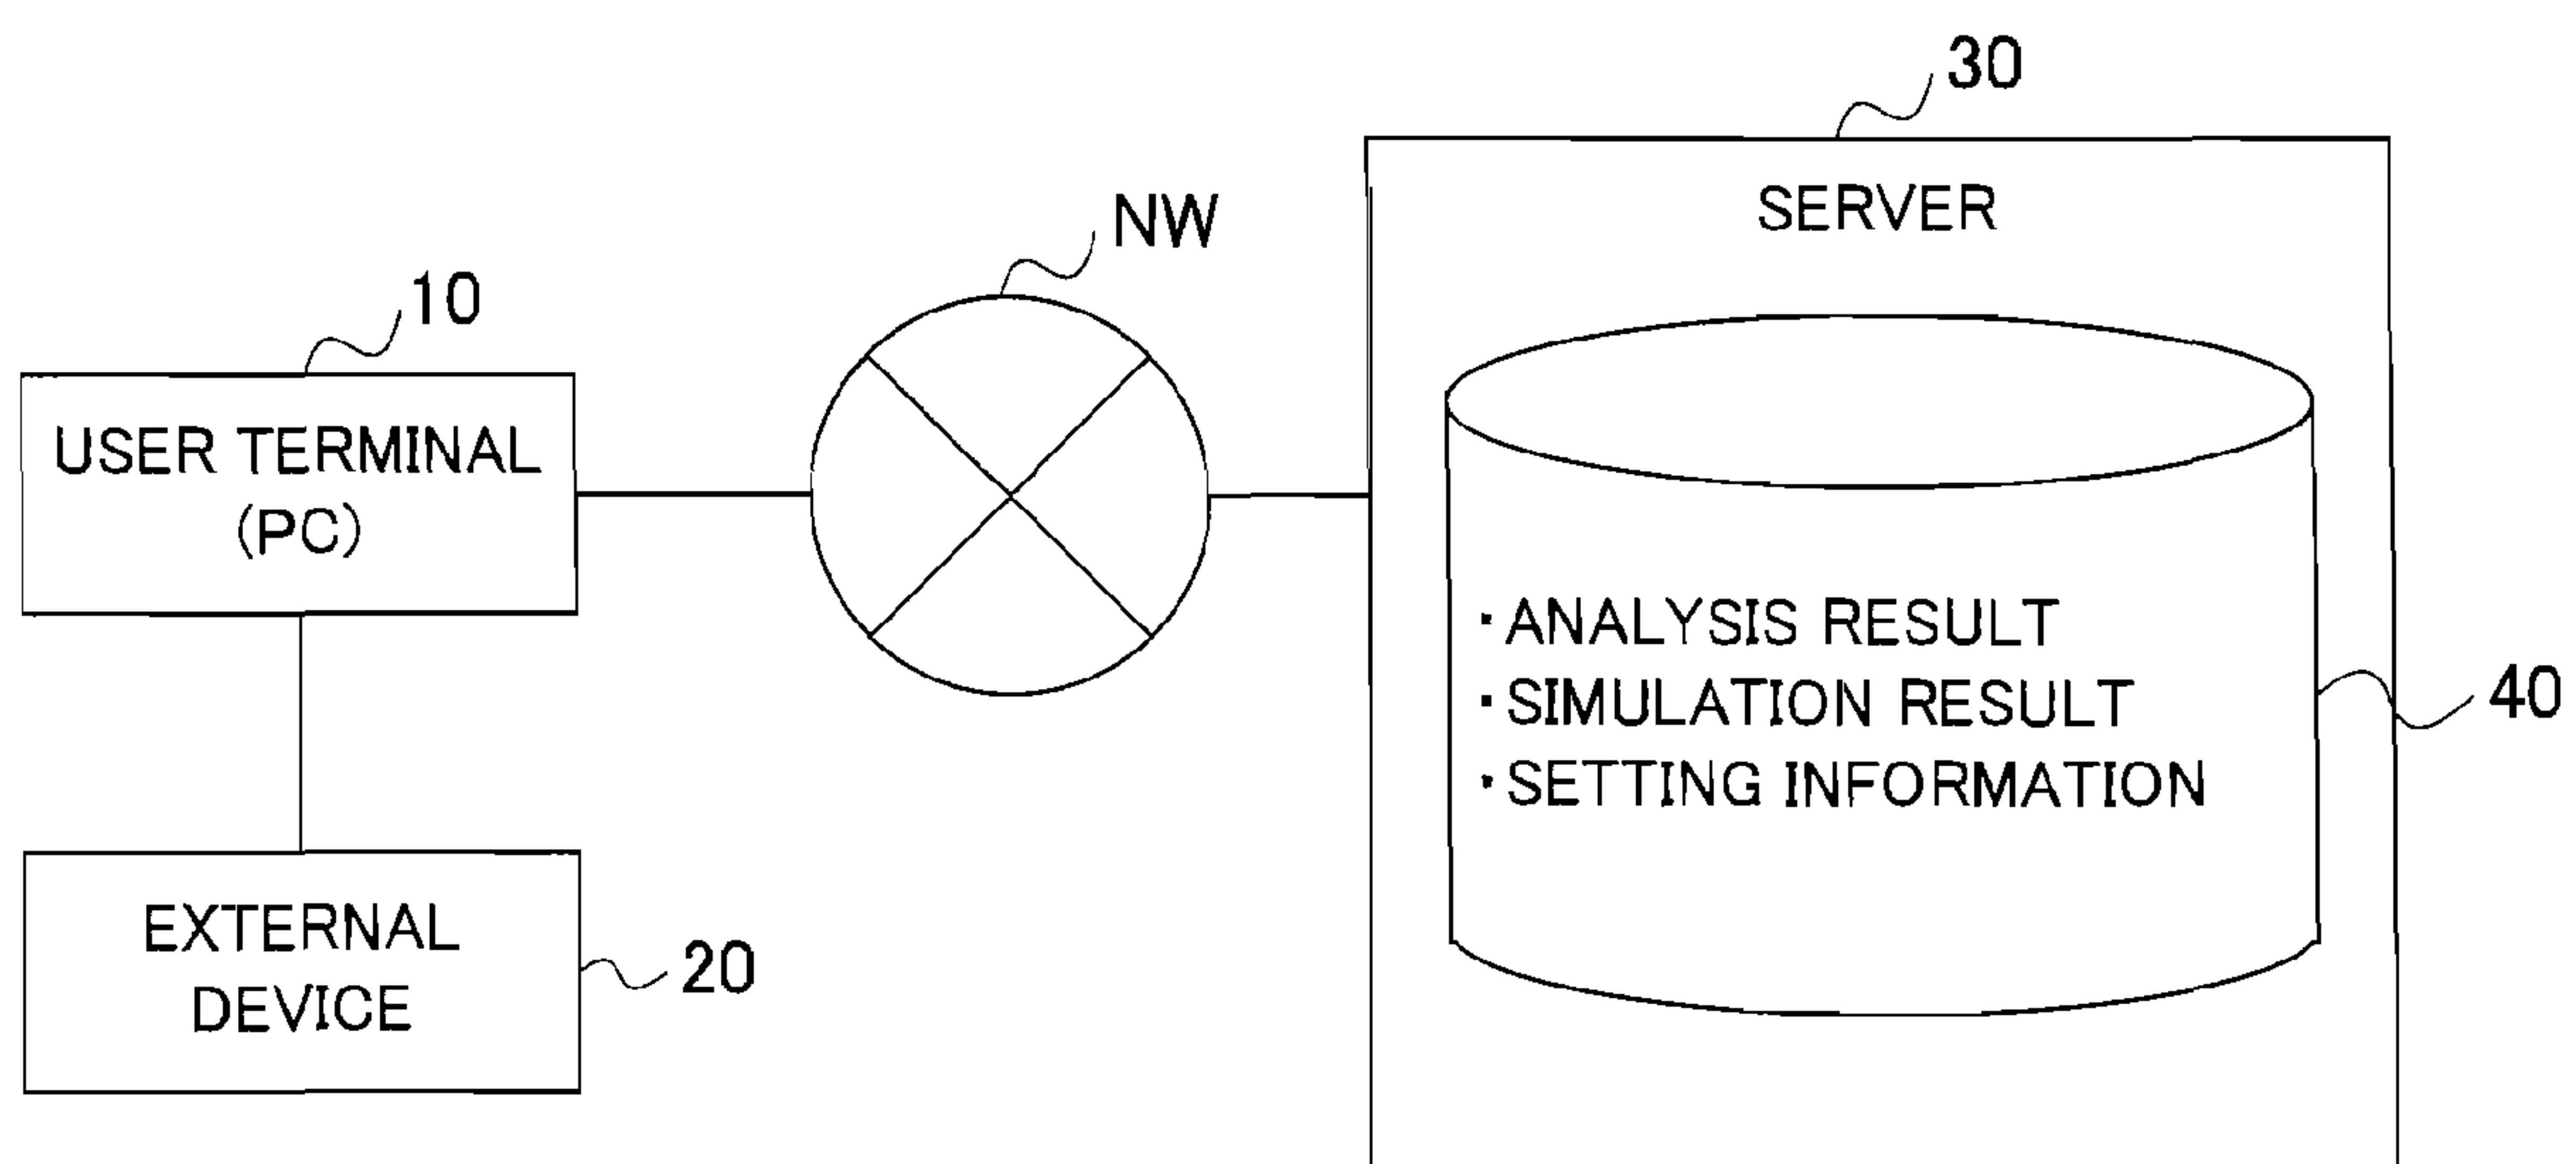 30
SERVER
NW
10
USER TERMINAL
(PC)
・ANALYSIS RESULT
・SIMULATION RESULT
・SETTING INFORMATION
40
EXTERNAL
DEVICE
20